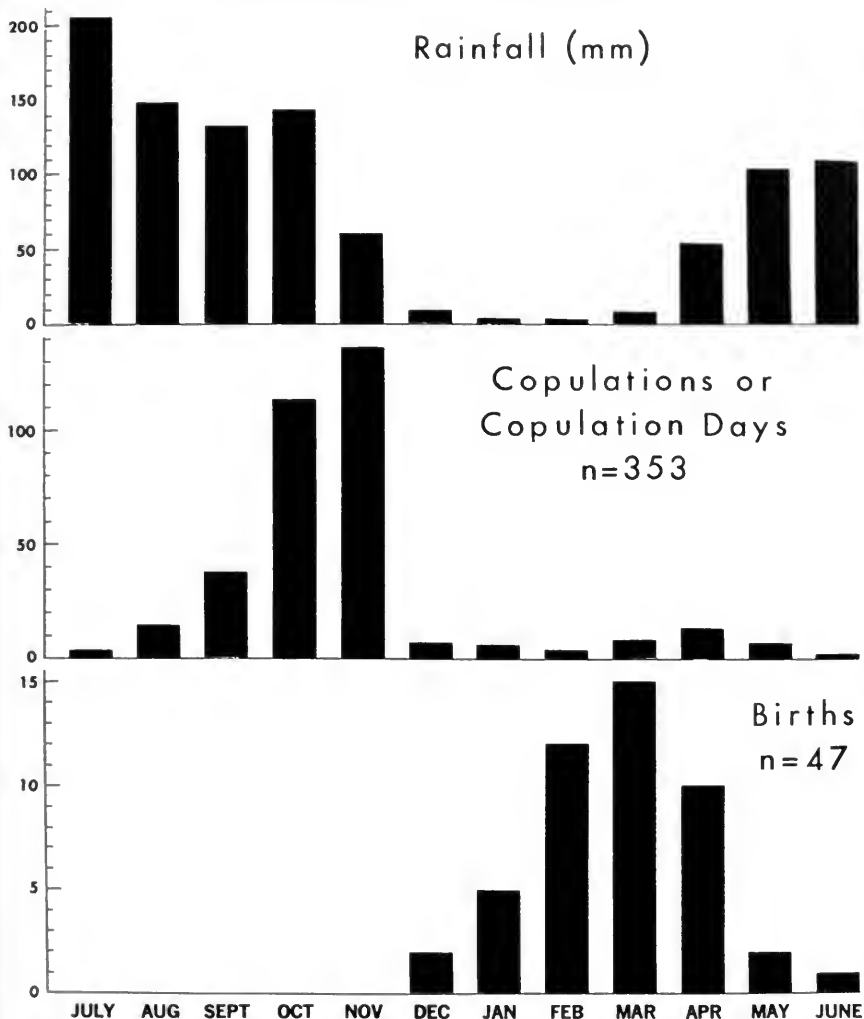 Rainfall (mm)
200
150
100
50
0
Copulations or
Copulation Days
n=353
100
50
0
Births
n=47
15
10
5
0
JULY AUG SEPT OCT NOV DEC JAN FEB MAR APR MAY JUNE